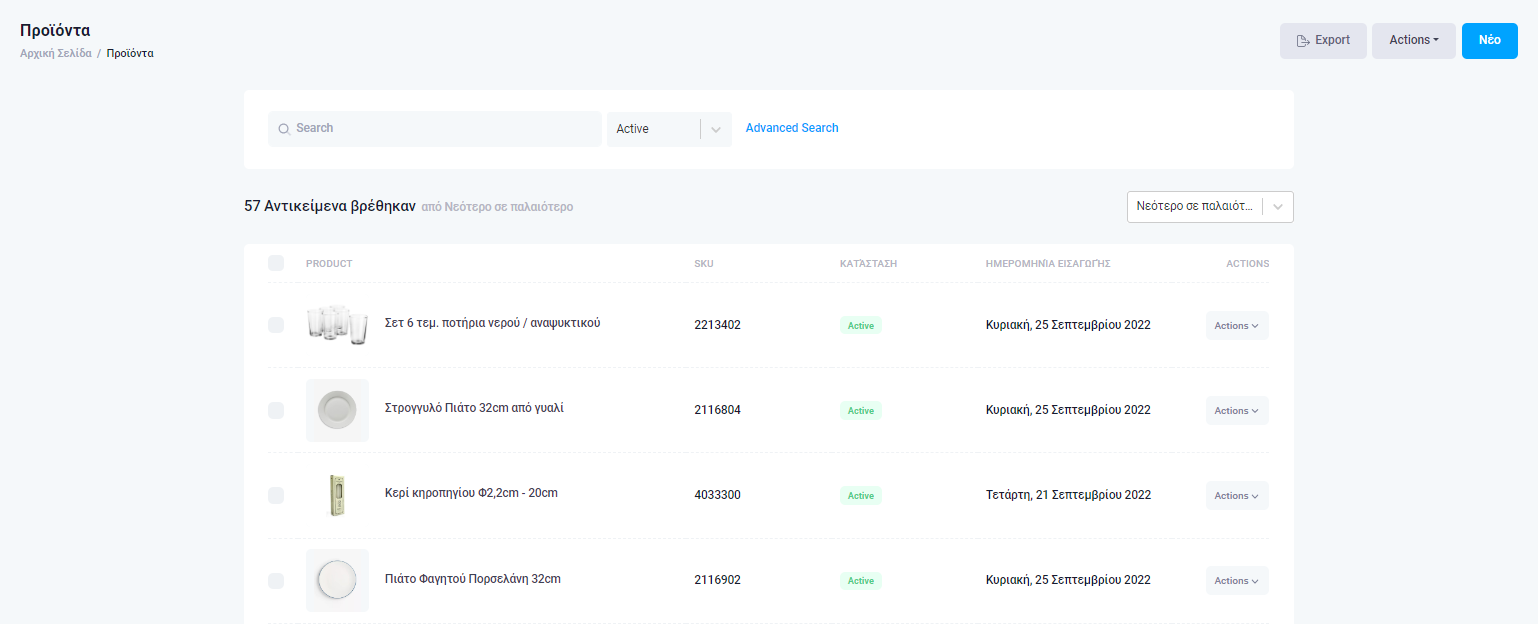 Προϊόντα
Αρχική Σελίδα / Προϊόντα
Export
Actions
Νέο
Search
Active
Advanced Search
57 Αντικείμενα βρέθηκαν από Νεότερο σε παλαιότερο
Νεότερο σε παλαιότ...
PRODUCT SKU ΚΑΤΆΣΤΑΣΗ ΗΜΕΡΟΜΗΝΊΑ ΕΙΣΑΓΩΓΉΣ ACTIONS
Σετ 6 τεμ. ποτήρια νερού / αναψυκτικού 2213402 Active Κυριακή, 25 Σεπτεμβρίου 2022 Actions
Στρογγυλό Πιάτο 32cm από γυαλί 2116804 Active Κυριακή, 25 Σεπτεμβρίου 2022 Actions
Κερί κηροπηγίου Φ2,2cm - 20cm 4033300 Active Τετάρτη, 21 Σεπτεμβρίου 2022 Actions
Πιάτο Φαγητού Πορσελάνη 32cm 2116902 Active Κυριακή, 25 Σεπτεμβρίου 2022 Actions